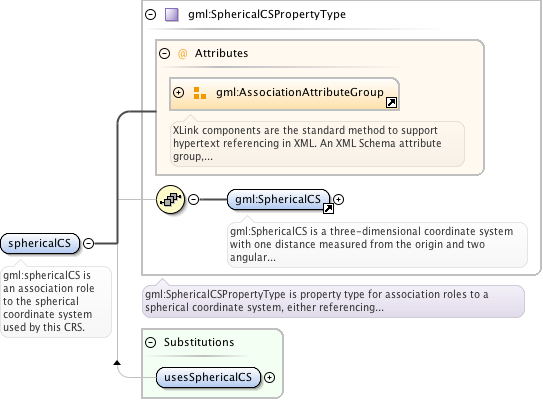 gml:SphericalCSPropertyType
@ Attributes
gml:AssociationAttributeGroup
XLink components are the standard method to support
hypertext referencing in XML. An XML Schema attribute
group,...
gml:SphericalCS
gml:SphericalCS is a three-dimensional coordinate system
with one distance measured from the origin and two
angular...
sphericalCS
gml:sphericalCS is
an association role
to the spherical
coordinate system
used by this CRS.
gml:SphericalCSPropertyType is property type for association roles to a
spherical coordinate system, either referencing...
Substitutions
usesSphericalCS